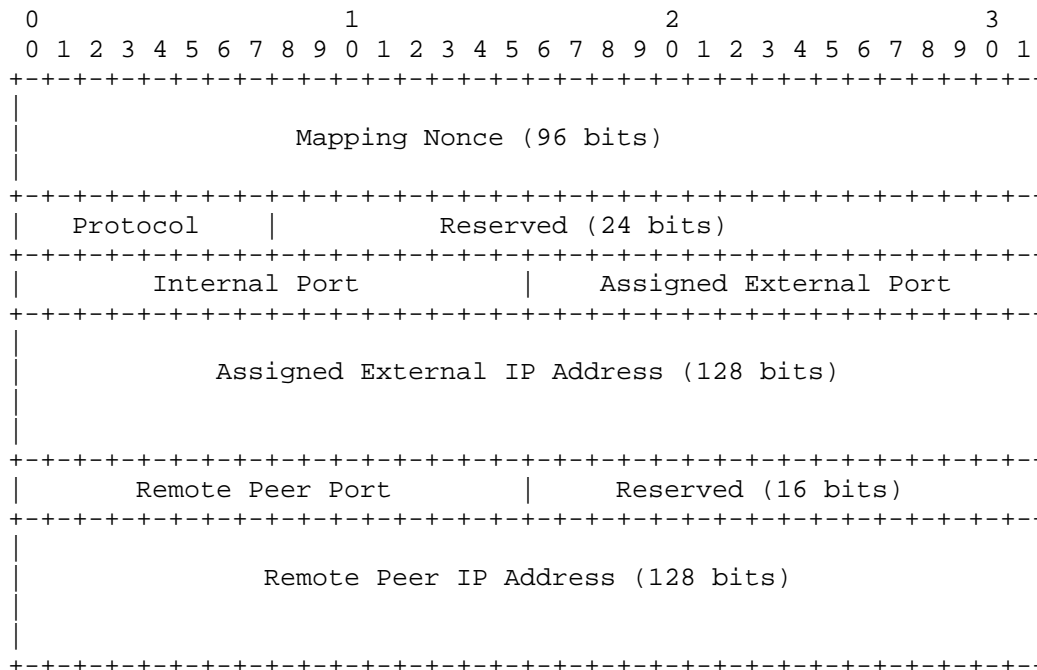 0                   1                   2                   3
0 1 2 3 4 5 6 7 8 9 0 1 2 3 4 5 6 7 8 9 0 1 2 3 4 5 6 7 8 9 0 1
Mapping Nonce (96 bits)
| Protocol | Reserved (24 bits)
| Internal Port | Assigned External Port
Assigned External IP Address (128 bits)
| Remote Peer Port | Reserved (16 bits)
Remote Peer IP Address (128 bits)